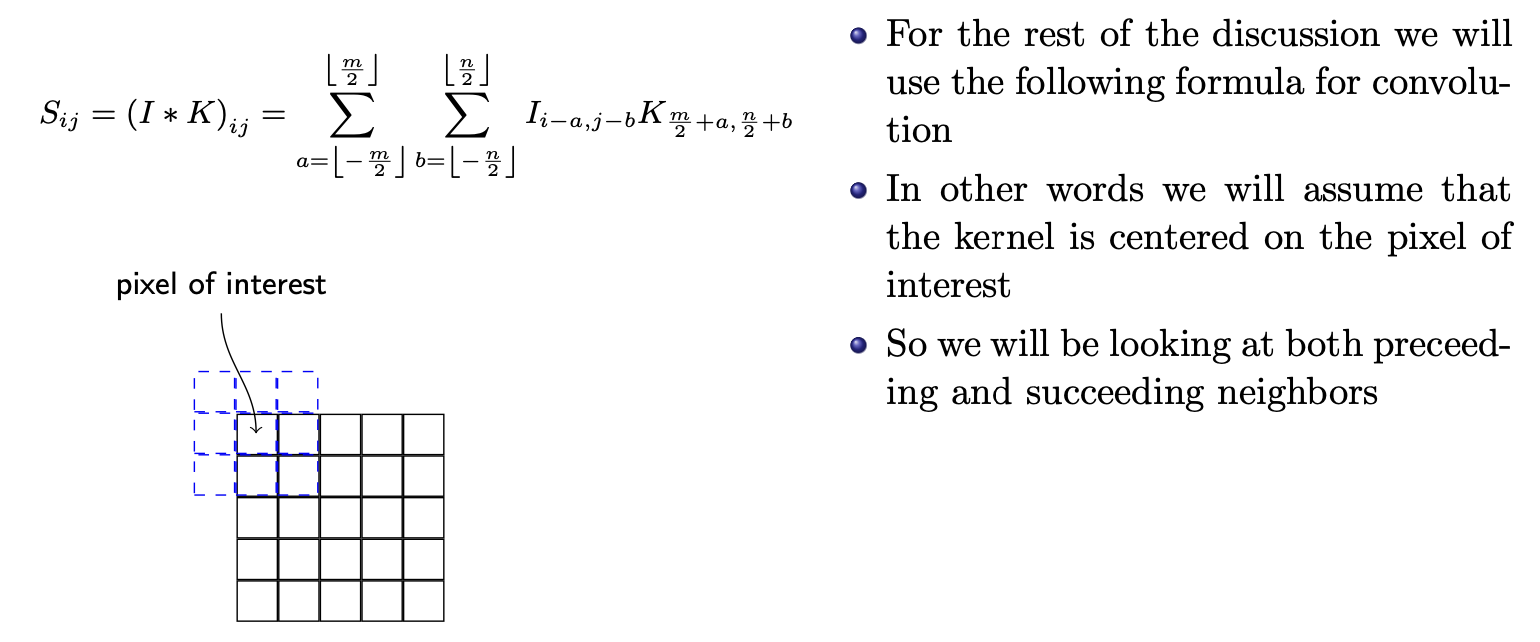 S_{ij} = (I * K)_{ij} = \sum_{a=\lfloor -\frac{m}{2} \rfloor}^{\lfloor \frac{m}{2} \rfloor} \sum_{b=\lfloor -\frac{n}{2} \rfloor}^{\lfloor \frac{n}{2} \rfloor} I_{i-a,j-b} K_{\frac{m}{2}+a,\frac{n}{2}+b}
pixel of interest
For the rest of the discussion we will
use the following formula for convolu-
tion
In other words we will assume that
the kernel is centered on the pixel of
interest
So we will be looking at both preceed-
ing and succeeding neighbors